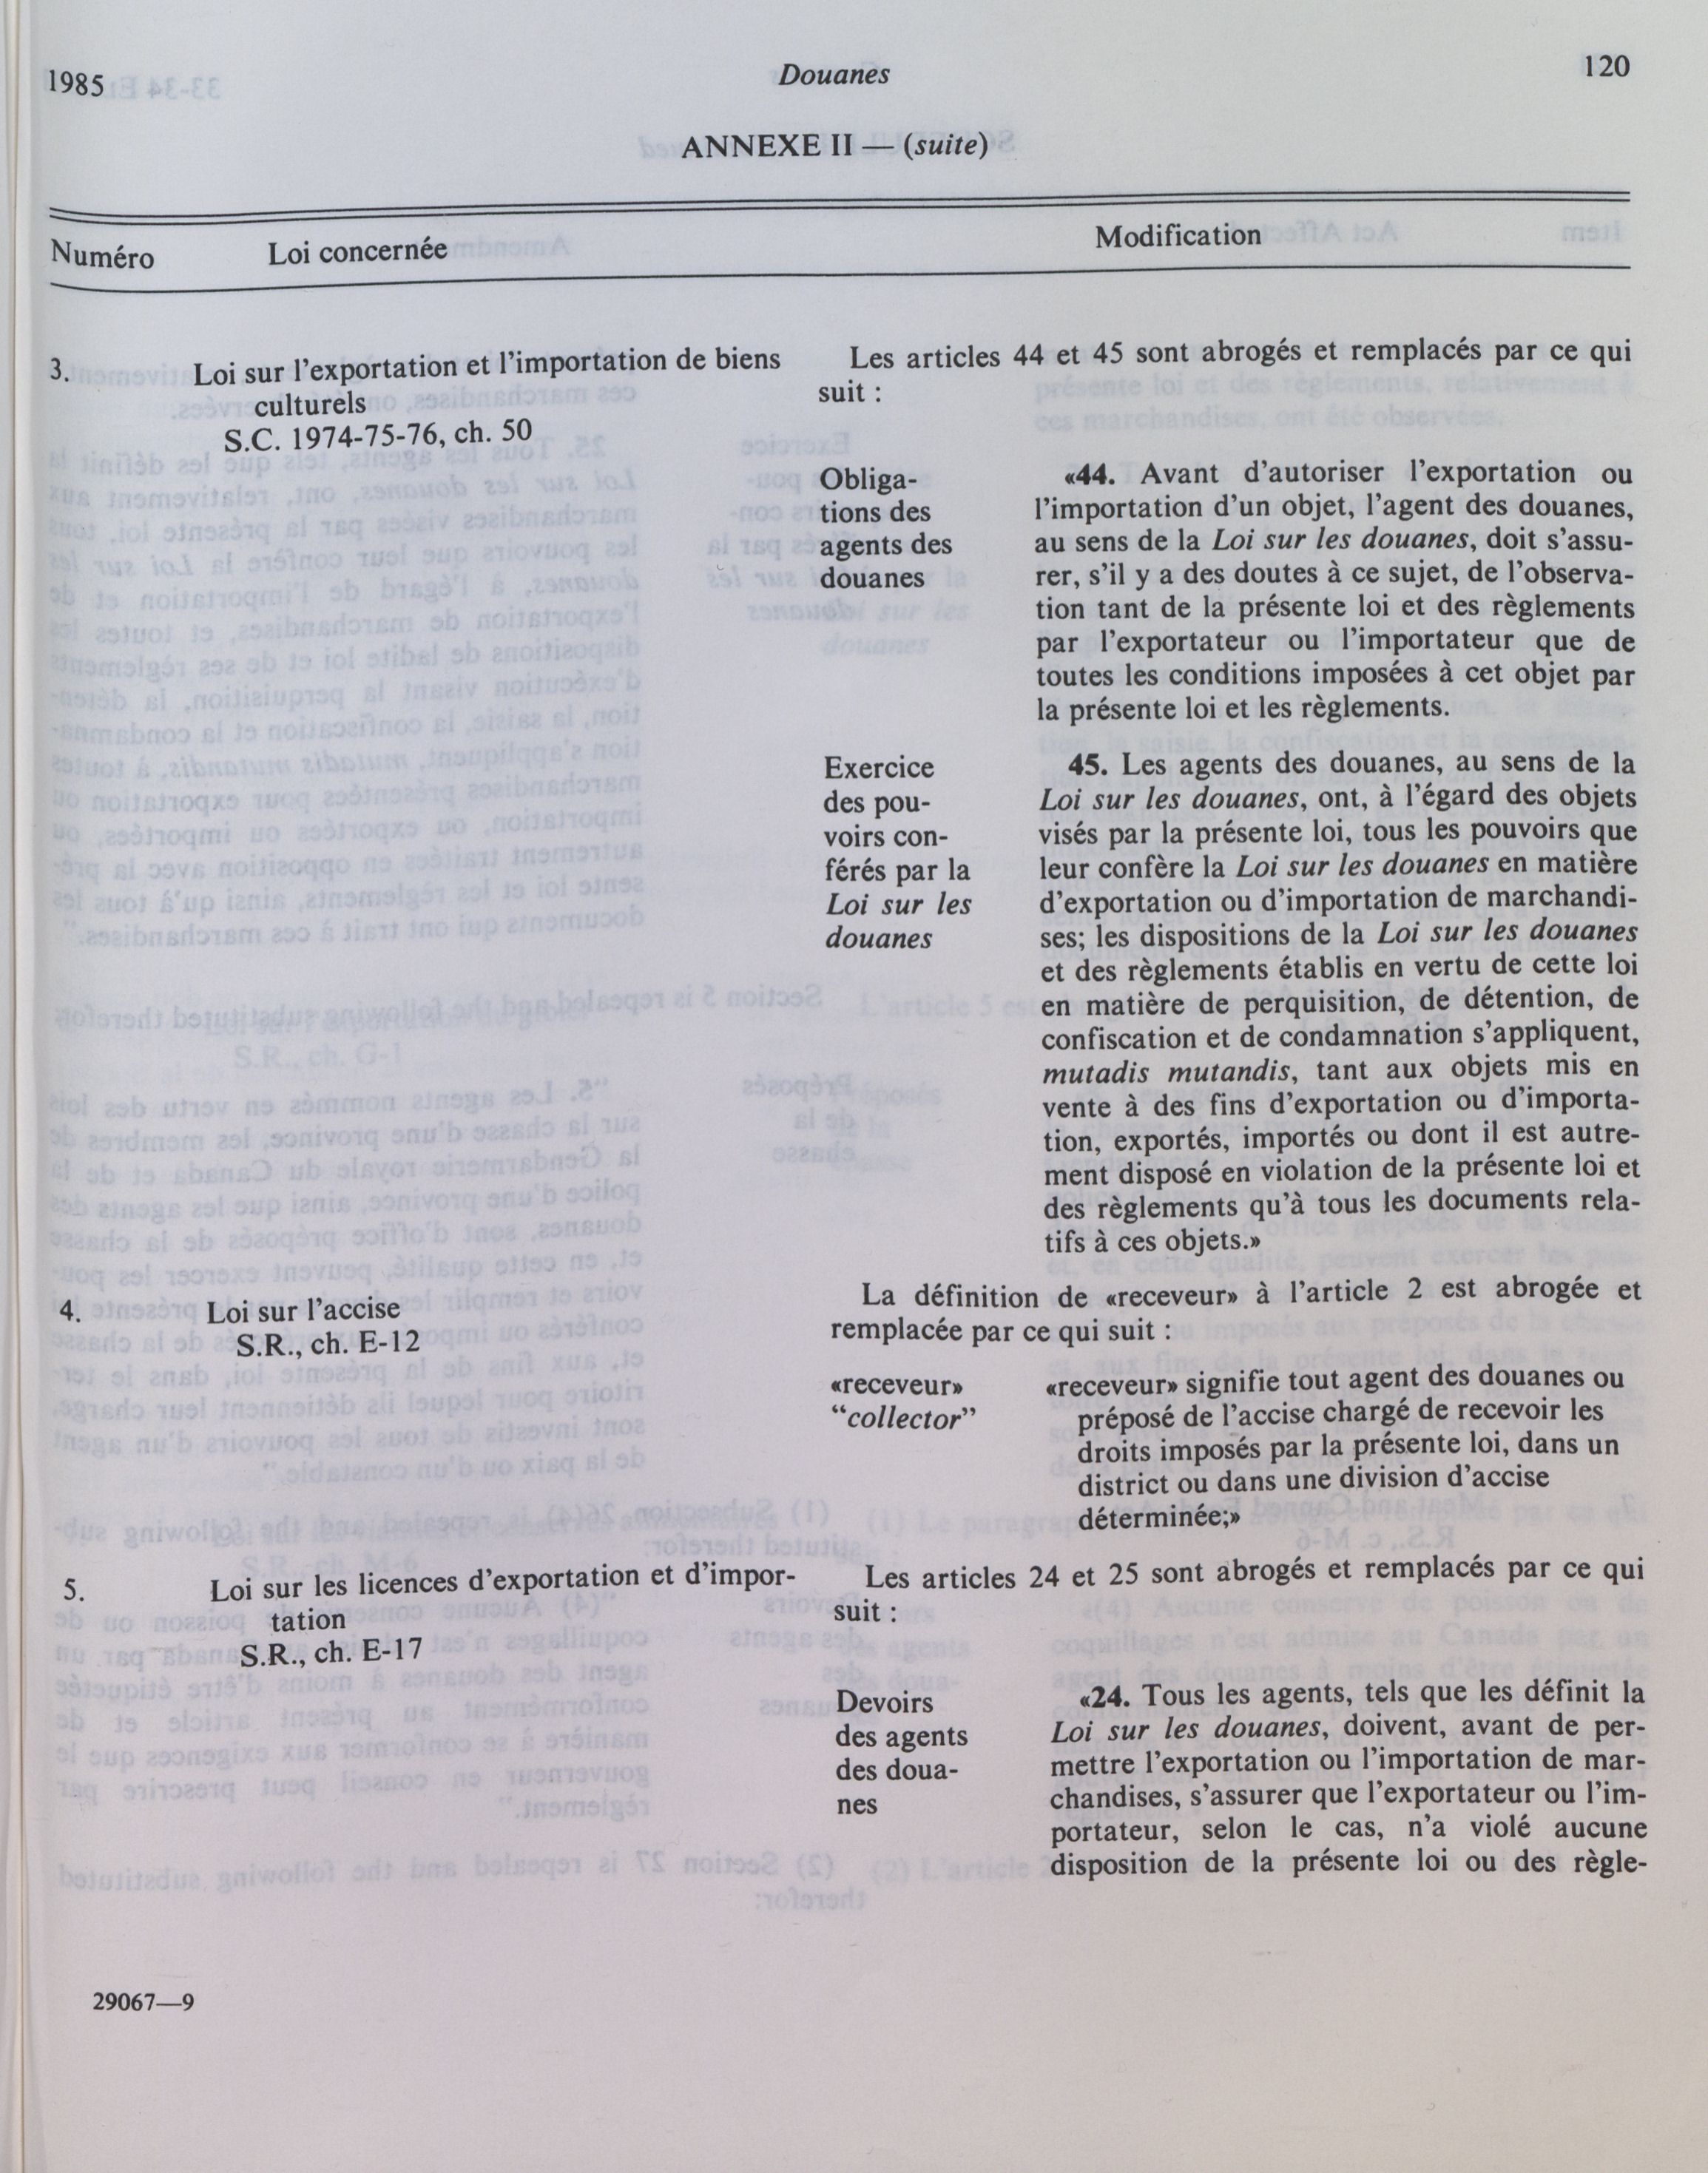 1985
Douanes
120
ANNEXE II — (suite)
Numéro
Loi concernée
Modification
3.
Loi sur l'exportation et l'importation de biens
culturels
S.C. 1974-75-76, ch. 50
Les articles 44 et 45 sont abrogés et remplacés par ce qui
suit :
Obliga-
tions des
agents des
douanes
«44. Avant d'autoriser l'exportation ou
l'importation d'un objet, l'agent des douanes,
au sens de la Loi sur les douanes, doit s'assu-
rer, s'il y a des doutes à ce sujet, de l'observa-
tion tant de la présente loi et des règlements
par l'exportateur ou l'importateur que de
toutes les conditions imposées à cet objet par
la présente loi et les règlements.
Exercice
des pou-
voirs con-
férés par la
Loi sur les
douanes
45. Les agents des douanes, au sens de la
Loi sur les douanes, ont, à l'égard des objets
visés par la présente loi, tous les pouvoirs que
leur confère la Loi sur les douanes en matière
d'exportation ou d'importation de marchandi-
ses; les dispositions de la Loi sur les douanes
et des règlements établis en vertu de cette loi
en matière de perquisition, de détention, de
confiscation et de condamnation s'appliquent,
mutadis mutandis, tant aux objets mis en
vente à des fins d'exportation ou d'importa-
tion, exportés, importés ou dont il est autre-
ment disposé en violation de la présente loi et
des règlements qu'à tous les documents rela-
tifs à ces objets.»
4.
Loi sur l'accise
S.R., ch. E-12
La définition de «receveur» à l'article 2 est abrogée et
remplacée par ce qui suit :
«receveur»
“collector”
«receveur» signifie tout agent des douanes ou
préposé de l'accise chargé de recevoir les
droits imposés par la présente loi, dans un
district ou dans une division d'accise
déterminée;»
5.
Loi sur les licences d'exportation et d'impor-
tation
S.R., ch. E-17
Les articles 24 et 25 sont abrogés et remplacés par ce qui
suit :
Devoirs
des agents
des doua-
nes
«24. Tous les agents, tels que les définit la
Loi sur les douanes, doivent, avant de per-
mettre l'exportation ou l'importation de mar-
chandises, s'assurer que l'exportateur ou l'im-
portateur, selon le cas, n'a violé aucune
disposition de la présente loi ou des règle-
29067—9